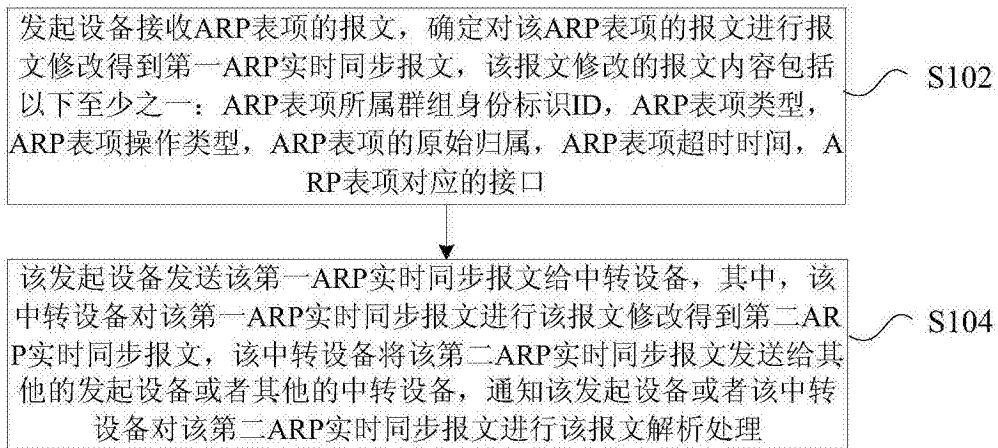 发起设备接收ARP表项的报文，确定对该ARP表项的报文进行报
文修改得到第一ARP实时同步报文，该报文修改的报文内容包括
以下至少之一：ARP表项所属群组身份标识ID，ARP表项类型，
ARP表项操作类型，ARP表项的原始归属，ARP表项超时时间，A
RP表项对应的接口
S102
该发起设备发送该第一ARP实时同步报文给中转设备，其中，该
中转设备对该第一ARP实时同步报文进行该报文修改得到第二AR
P实时同步报文，该中转设备将该第二ARP实时同步报文发送给其
他的发起设备或者其他的中转设备，通知该发起设备或者该中转
设备对该第二ARP实时同步报文进行该报文解析处理
S104